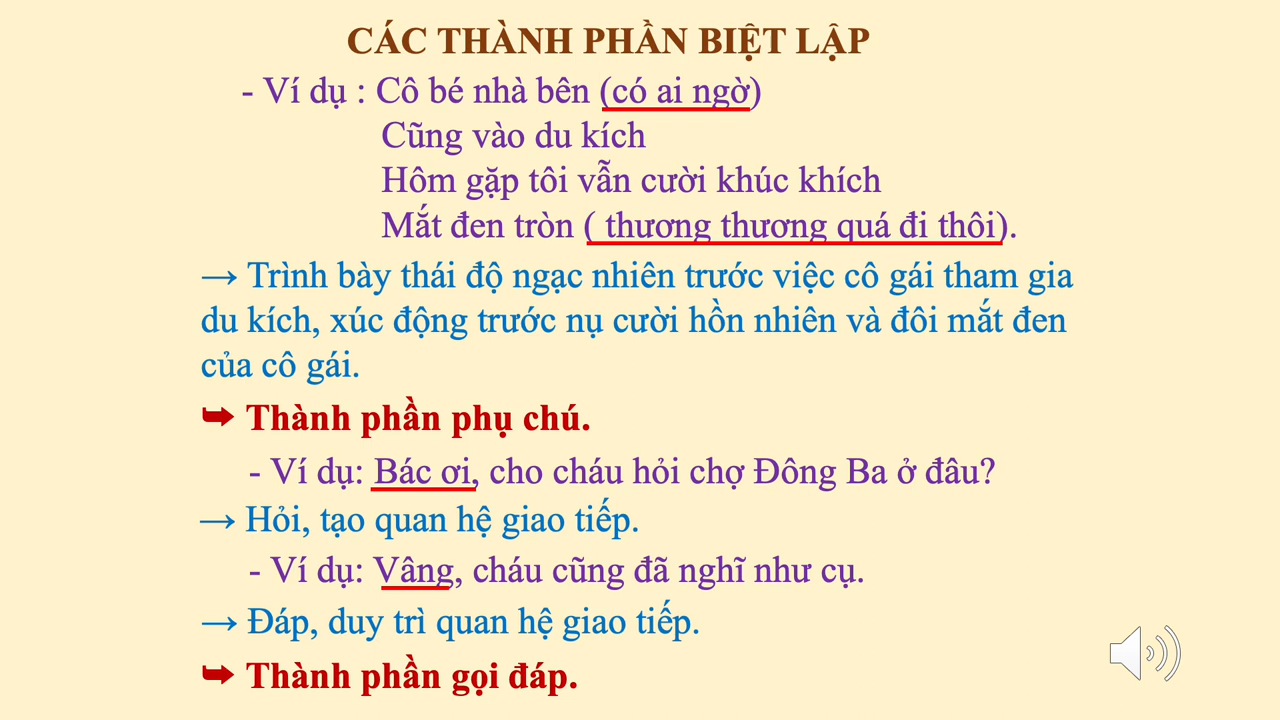 CÁC THÀNH PHẦN BIỆT LẬP
- Ví dụ : Cô bé nhà bên (có ai ngờ)
Cũng vào du kích
Hôm gặp tôi vẫn cười khúc khích
Mắt đen tròn ( thương thương quá đi thôi).
→ Trình bày thái độ ngạc nhiên trước việc cô gái tham gia
du kích, xúc động trước nụ cười hồn nhiên và đôi mắt đen
của cô gái.
➥ Thành phần phụ chú.
- Ví dụ: Bác ơi, cho cháu hỏi chợ Đông Ba ở đâu?
→ Hỏi, tạo quan hệ giao tiếp.
- Ví dụ: Vâng, cháu cũng đã nghĩ như cụ.
→ Đáp, duy trì quan hệ giao tiếp.
➥ Thành phần gọi đáp.